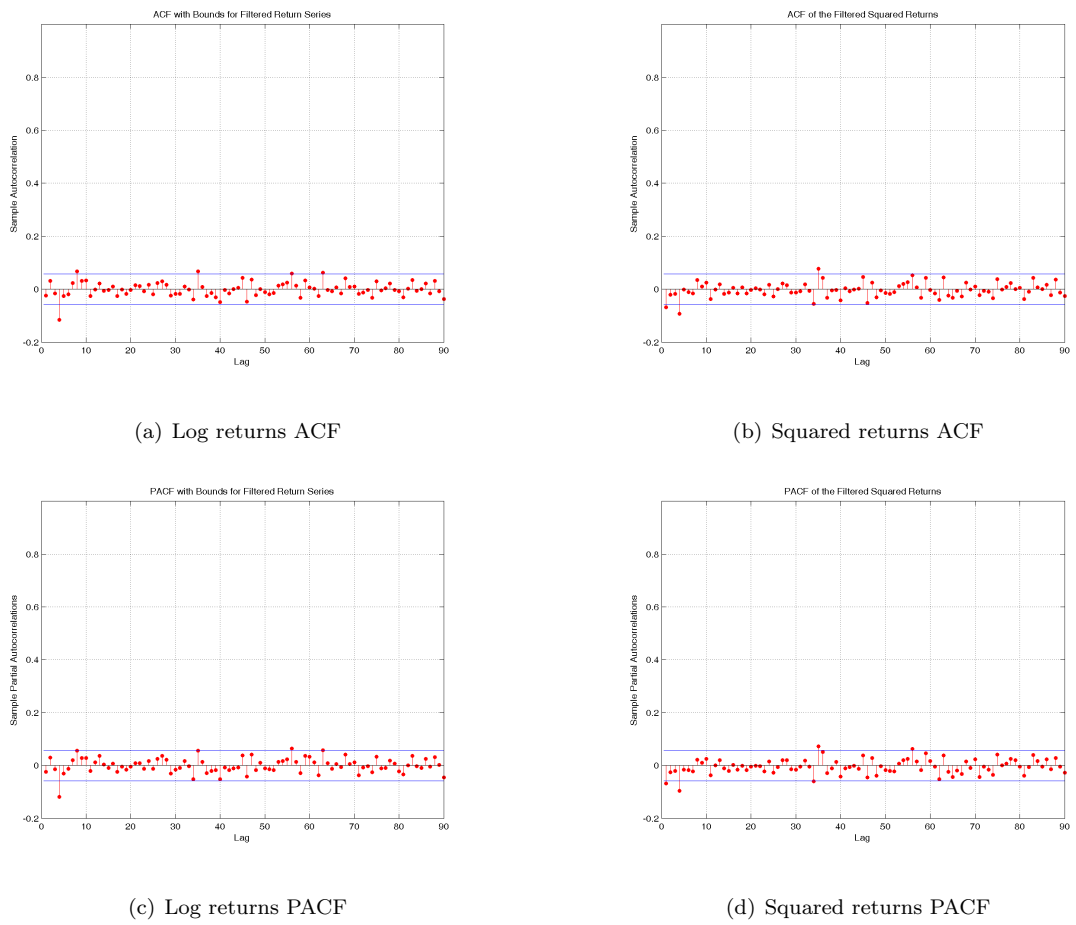 ACF with Bounds for Filtered Return Series
Sample Autocorrelation
0.8
0.6
0.4
0.2
0
-0.2
0 10 20 30 40 50 60 70 80 90
Lag
(a) Log returns ACF
ACF of the Filtered Squared Returns
Sample Autocorrelation
0.8
0.6
0.4
0.2
0
-0.2
0 10 20 30 40 50 60 70 80 90
Lag
(b) Squared returns ACF
PACF with Bounds for Filtered Return Series
Sample Partial Autocorrelations
0.8
0.6
0.4
0.2
0
-0.2
0 10 20 30 40 50 60 70 80 90
Lag
(c) Log returns PACF
PACF of the Filtered Squared Returns
Sample Partial Autocorrelations
0.8
0.6
0.4
0.2
0
-0.2
0 10 20 30 40 50 60 70 80 90
Lag
(d) Squared returns PACF